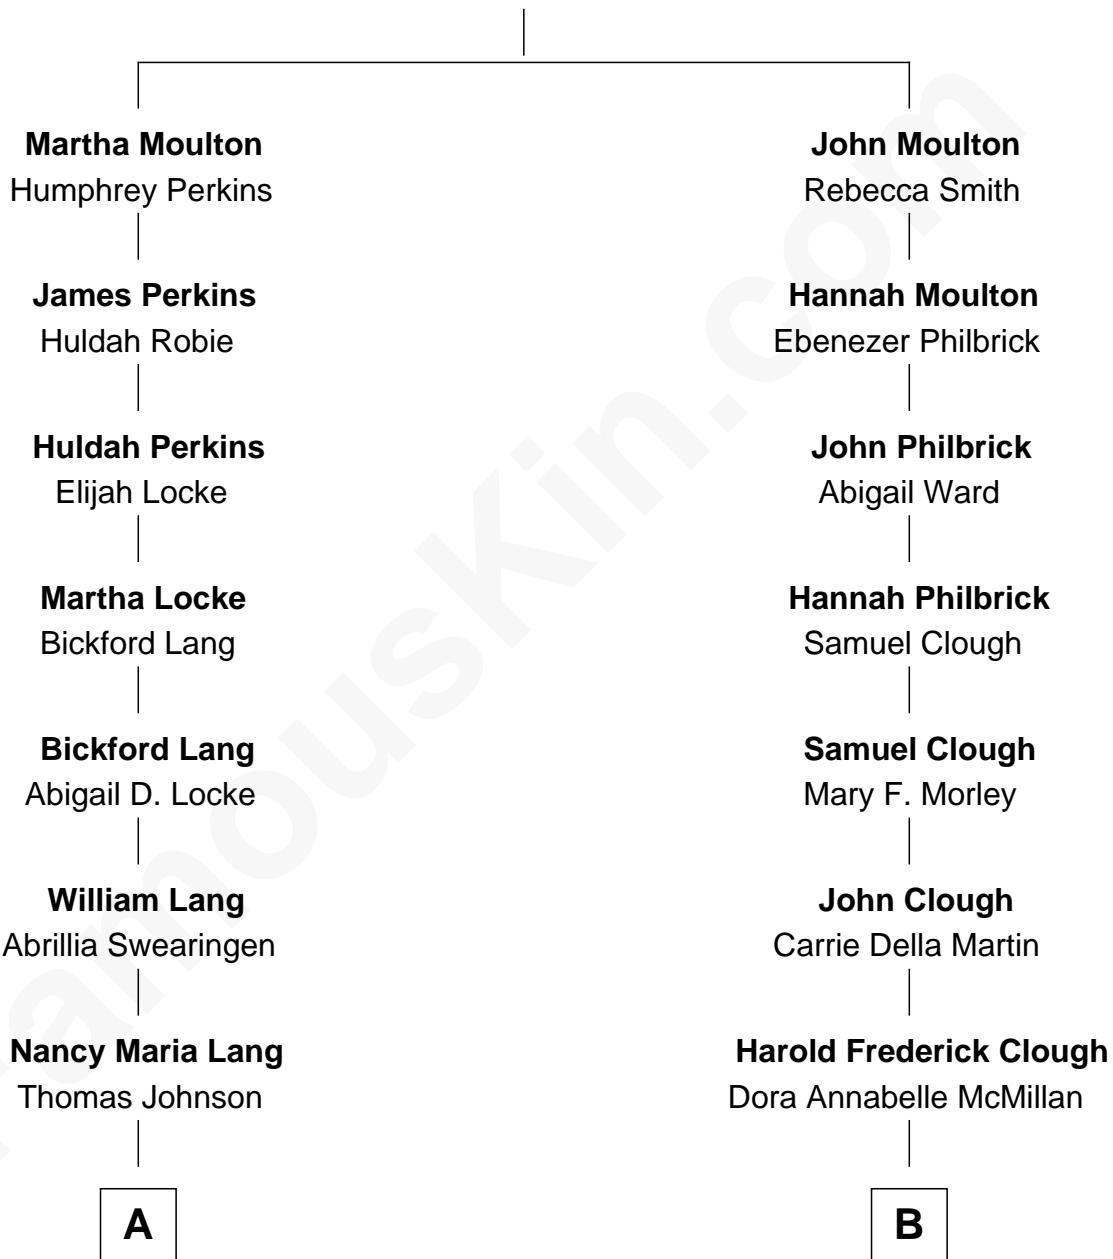 Martha Moulton
Humphrey Perkins
John Moulton
Rebecca Smith
James Perkins
Huldah Robie
Hannah Moulton
Ebenezer Philbrick
Huldah Perkins
Elijah Locke
John Philbrick
Abigail Ward
Martha Locke
Bickford Lang
Hannah Philbrick
Samuel Clough
Bickford Lang
Abigail D. Locke
Samuel Clough
Mary F. Morley
William Lang
Abrillia Swearingen
John Clough
Carrie Della Martin
Nancy Maria Lang
Thomas Johnson
Harold Frederick Clough
Dora Annabelle McMillan
A
B
FamousKin.com